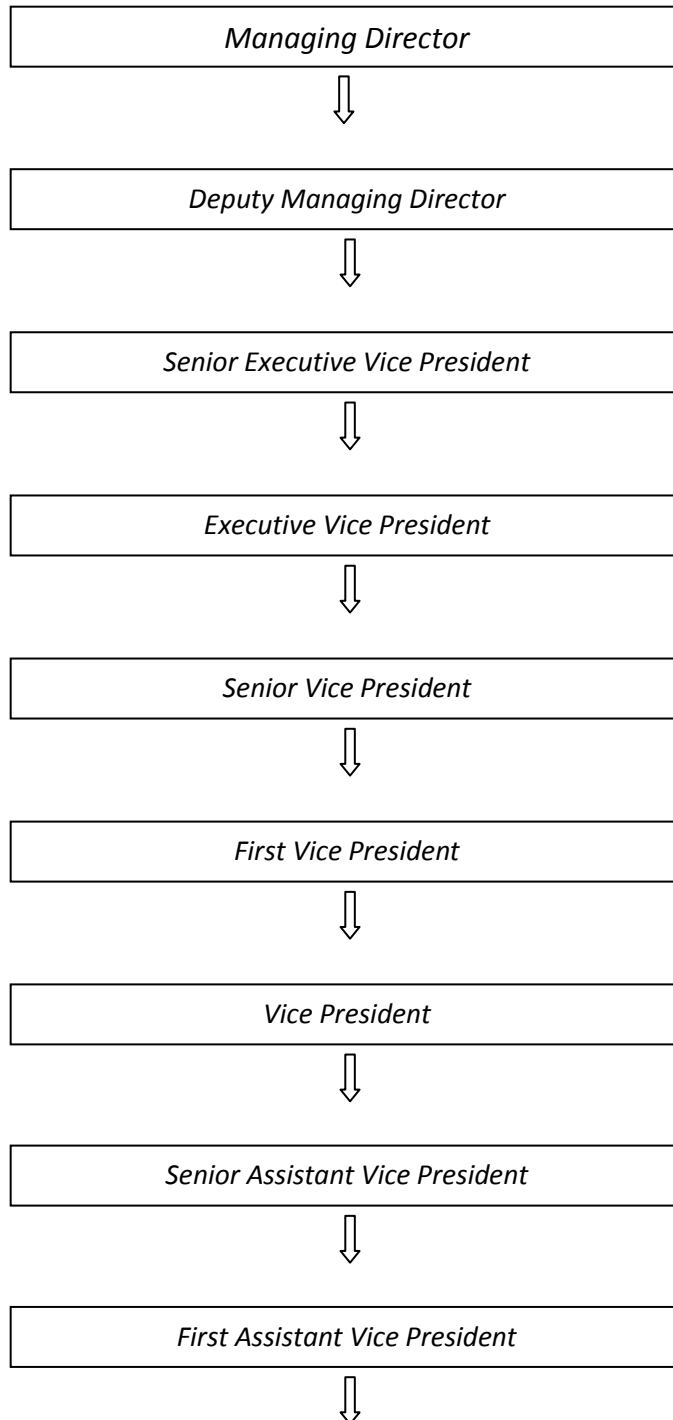 Managing Director
Deputy Managing Director
Senior Executive Vice President
Executive Vice President
Senior Vice President
First Vice President
Vice President
Senior Assistant Vice President
First Assistant Vice President